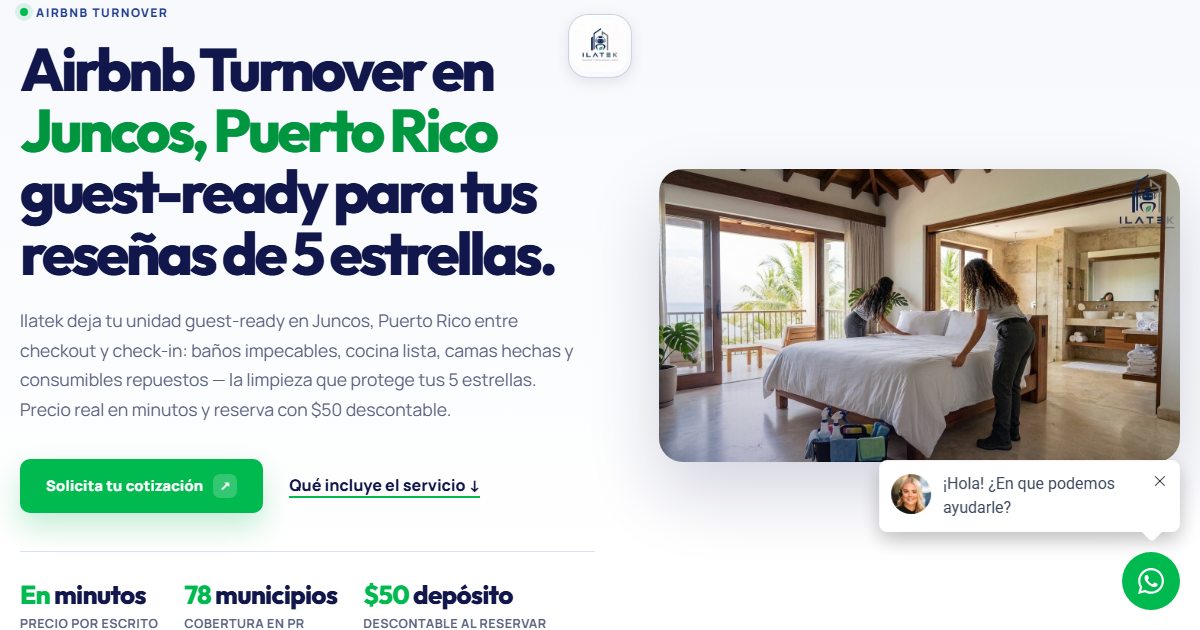 AIRBNB TURNOVER
ILATEK
Airbnb Turnover en
Juncos, Puerto Rico
guest-ready para tus
reseñas de 5 estrellas.
Ilatek deja tu unidad guest-ready en Juncos, Puerto Rico entre
checkout y check-in: baños impecables, cocina lista, camas hechas y
consumibles repuestos — la limpieza que protege tus 5 estrellas.
Precio real en minutos y reserva con $50 descontable.
Solicita tu cotización ↗
Qué incluye el servicio ↓
En minutos
PRECIO POR ESCRITO
78 municipios
COBERTURA EN PR
$50 depósito
DESCONTABLE AL RESERVAR
ILATEK
¡Hola! ¿En que podemos
ayudarle?